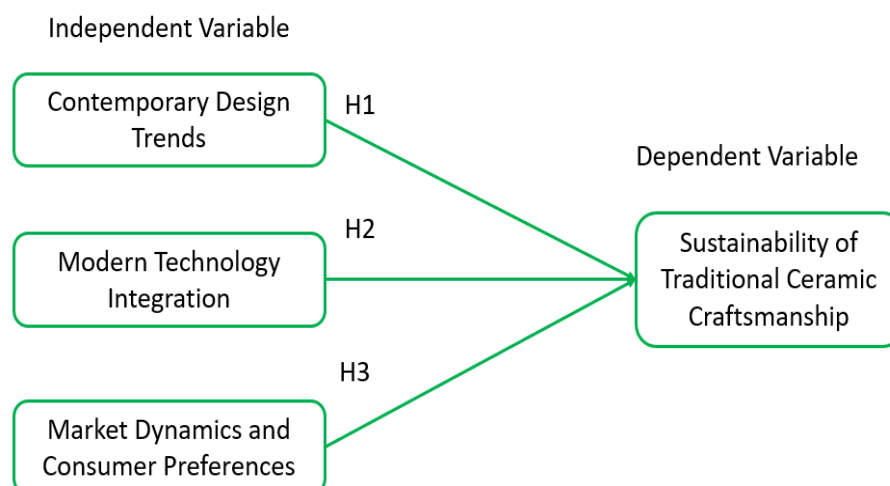 Independent Variable
Contemporary Design
Trends
H1
Dependent Variable
H2
Modern Technology
Integration
Sustainability of
Traditional Ceramic
Craftsmanship
H3
Market Dynamics and
Consumer Preferences